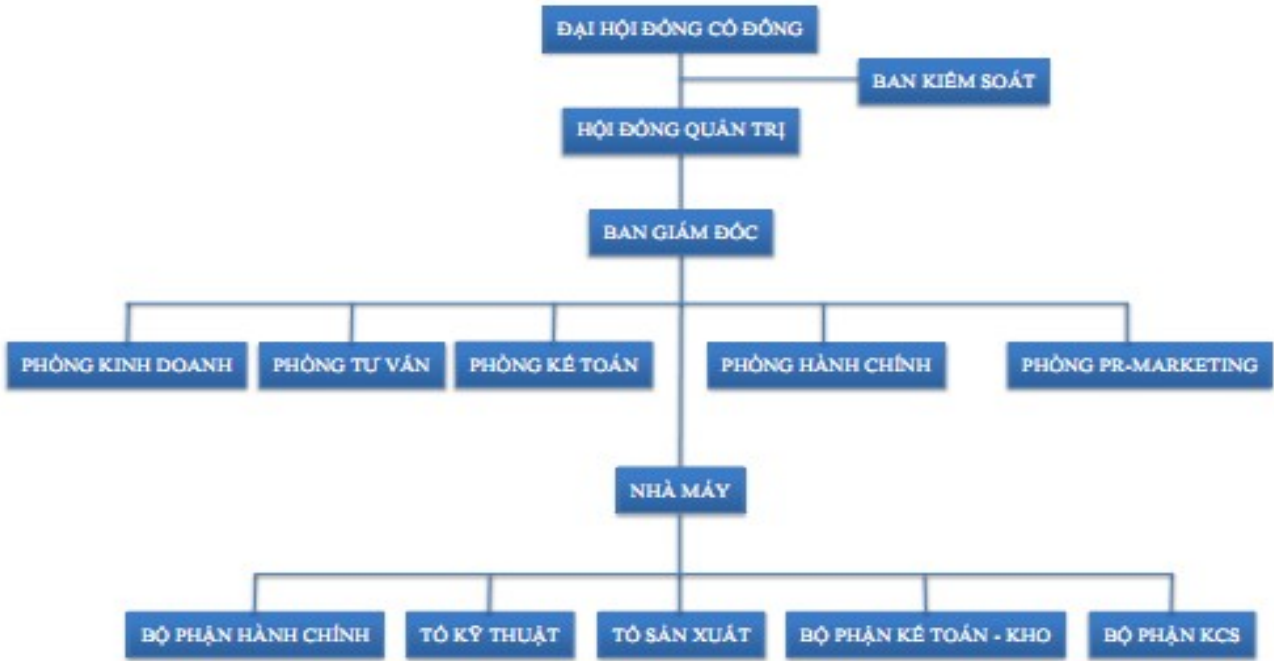 ĐẠI HỘI ĐỒNG CỔ ĐÔNG
BAN KIỂM SOÁT
HỘI ĐỒNG QUẢN TRỊ
BAN GIÁM ĐỐC
PHÒNG KINH DOANH
PHÒNG TƯ VẤN
PHÒNG KẾ TOÁN
PHÒNG HÀNH CHÍNH
PHÒNG PR-MARKETING
NHÀ MÁY
BỘ PHẬN HÀNH CHÍNH
TỔ KỸ THUẬT
TỔ SẢN XUẤT
BỘ PHẬN KẾ TOÁN - KHO
BỘ PHẬN KCS